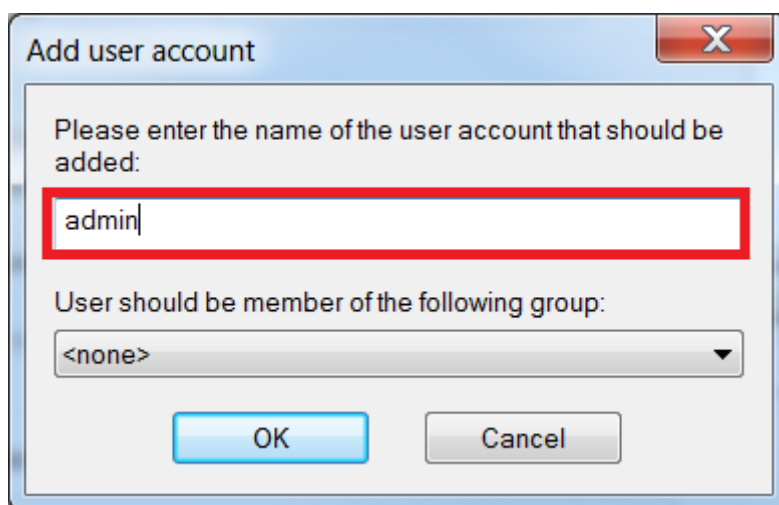 Add user account
Please enter the name of the user account that should be
added:
admin
User should be member of the following group:
<none>
OK
Cancel